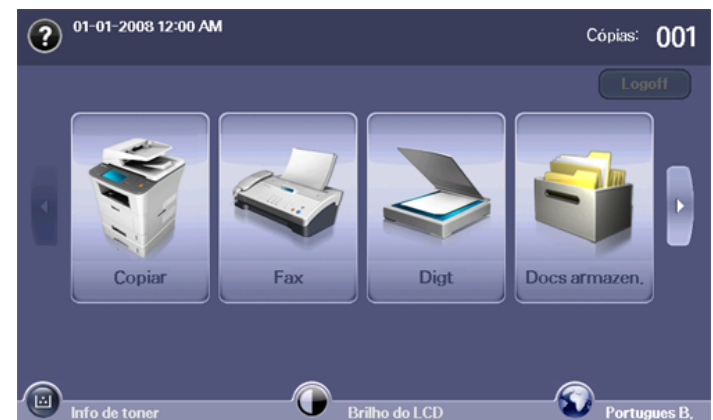 ?
01-01-2008 12:00 AM
Cópias: 001
Logoff
Copiar
Fax
Digt
Docs armazen.
Info de toner
Brilho do LCD
Portugues B.